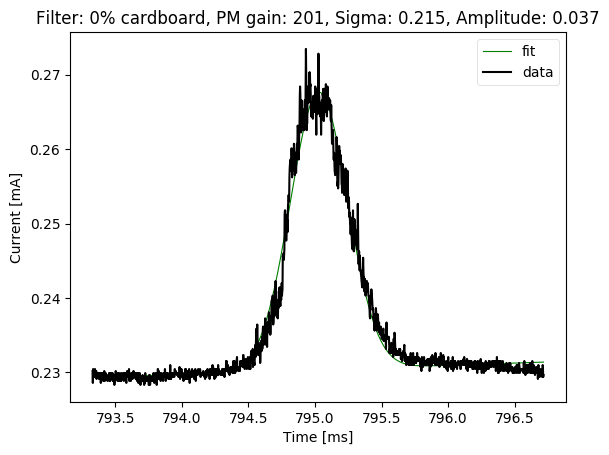 Filter: 0% cardboard, PM gain: 201, Sigma: 0.215, Amplitude: 0.037
fit
data
0.27
0.26
0.25
0.24
0.23
Current [mA]
793.5 794.0 794.5 795.0 795.5 796.0 796.5
Time [ms]